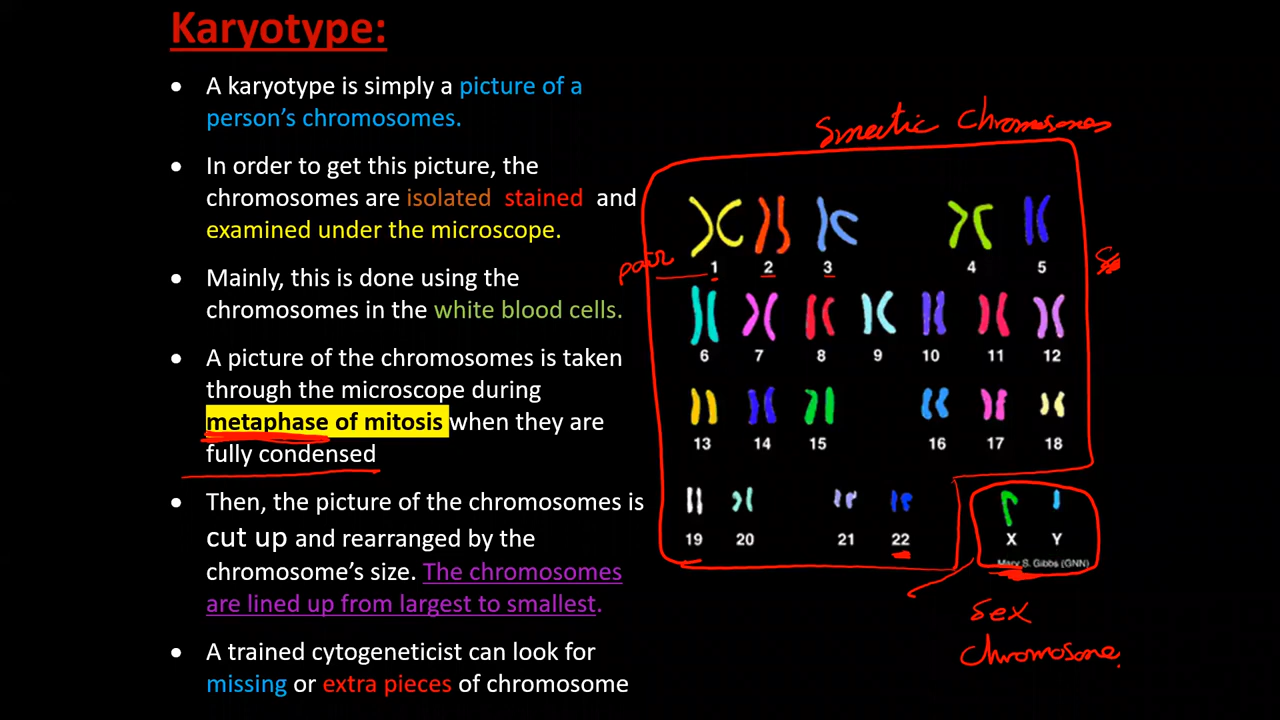 Karyotype:
• A karyotype is simply a picture of a
person's chromosomes.
• In order to get this picture, the
chromosomes are isolated stained and
examined under the microscope.
• Mainly, this is done using the
chromosomes in the white blood cells.
• A picture of the chromosomes is taken
through the microscope during
metaphase of mitosis when they are
fully condensed
• Then, the picture of the chromosomes is
cut up and rearranged by the
chromosome's size. The chromosomes
are lined up from largest to smallest.
• A trained cytogeneticist can look for
missing or extra pieces of chromosome
Smectic Chromosomes
pair 1 2 3 4 5
6 7 8 9 10 11 12
13 14 15 16 17 18
19 20 21 22 X Y
Mary S. Gibbs (GNN)
Sex
Chromosome